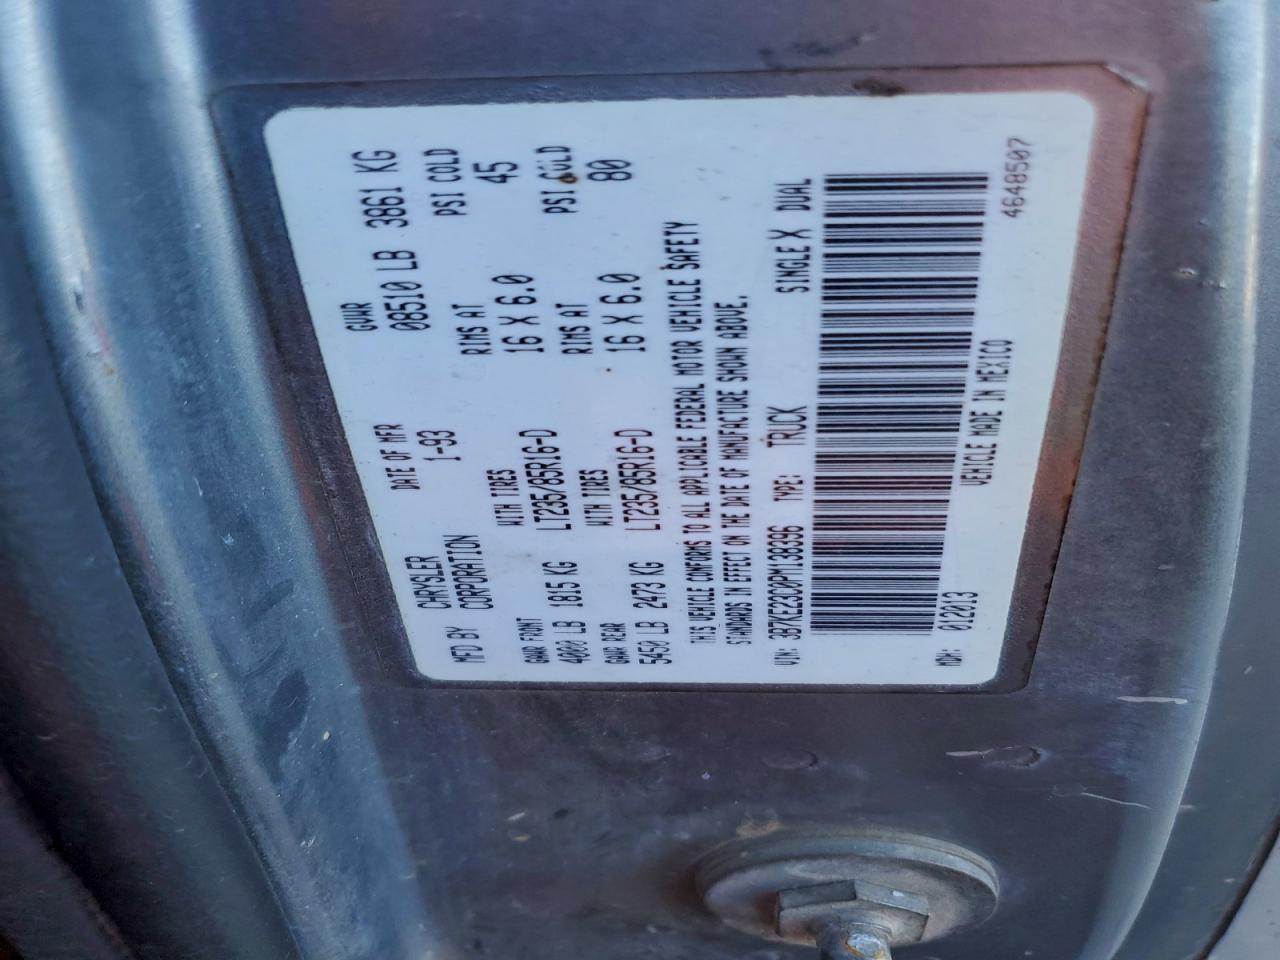 MFD BY CHRYSLER CORPORATION DATE OF MFR 1-93 GVWR 08510 LB 3861 KG
GAWR FRONT WITH TIRES RIMS AT PSI COLD
4000 LB 1815 KG LT235/85R16-D 16 X 6.0 45
GAWR REAR WITH TIRES RIMS AT PSI COLD
5450 LB 2473 KG LT235/85R16-D 16 X 6.0 80
THIS VEHICLE CONFORMS TO ALL APPLICABLE FEDERAL MOTOR VEHICLE SAFETY
STANDARDS IN EFFECT ON THE DATE OF MANUFACTURE SHOWN ABOVE.
VIN: 3B7KE23C0PM138396 TYPE: TRUCK SINGLE X DUAL
MDH: 012013 VEHICLE MADE IN MEXICO 4648507